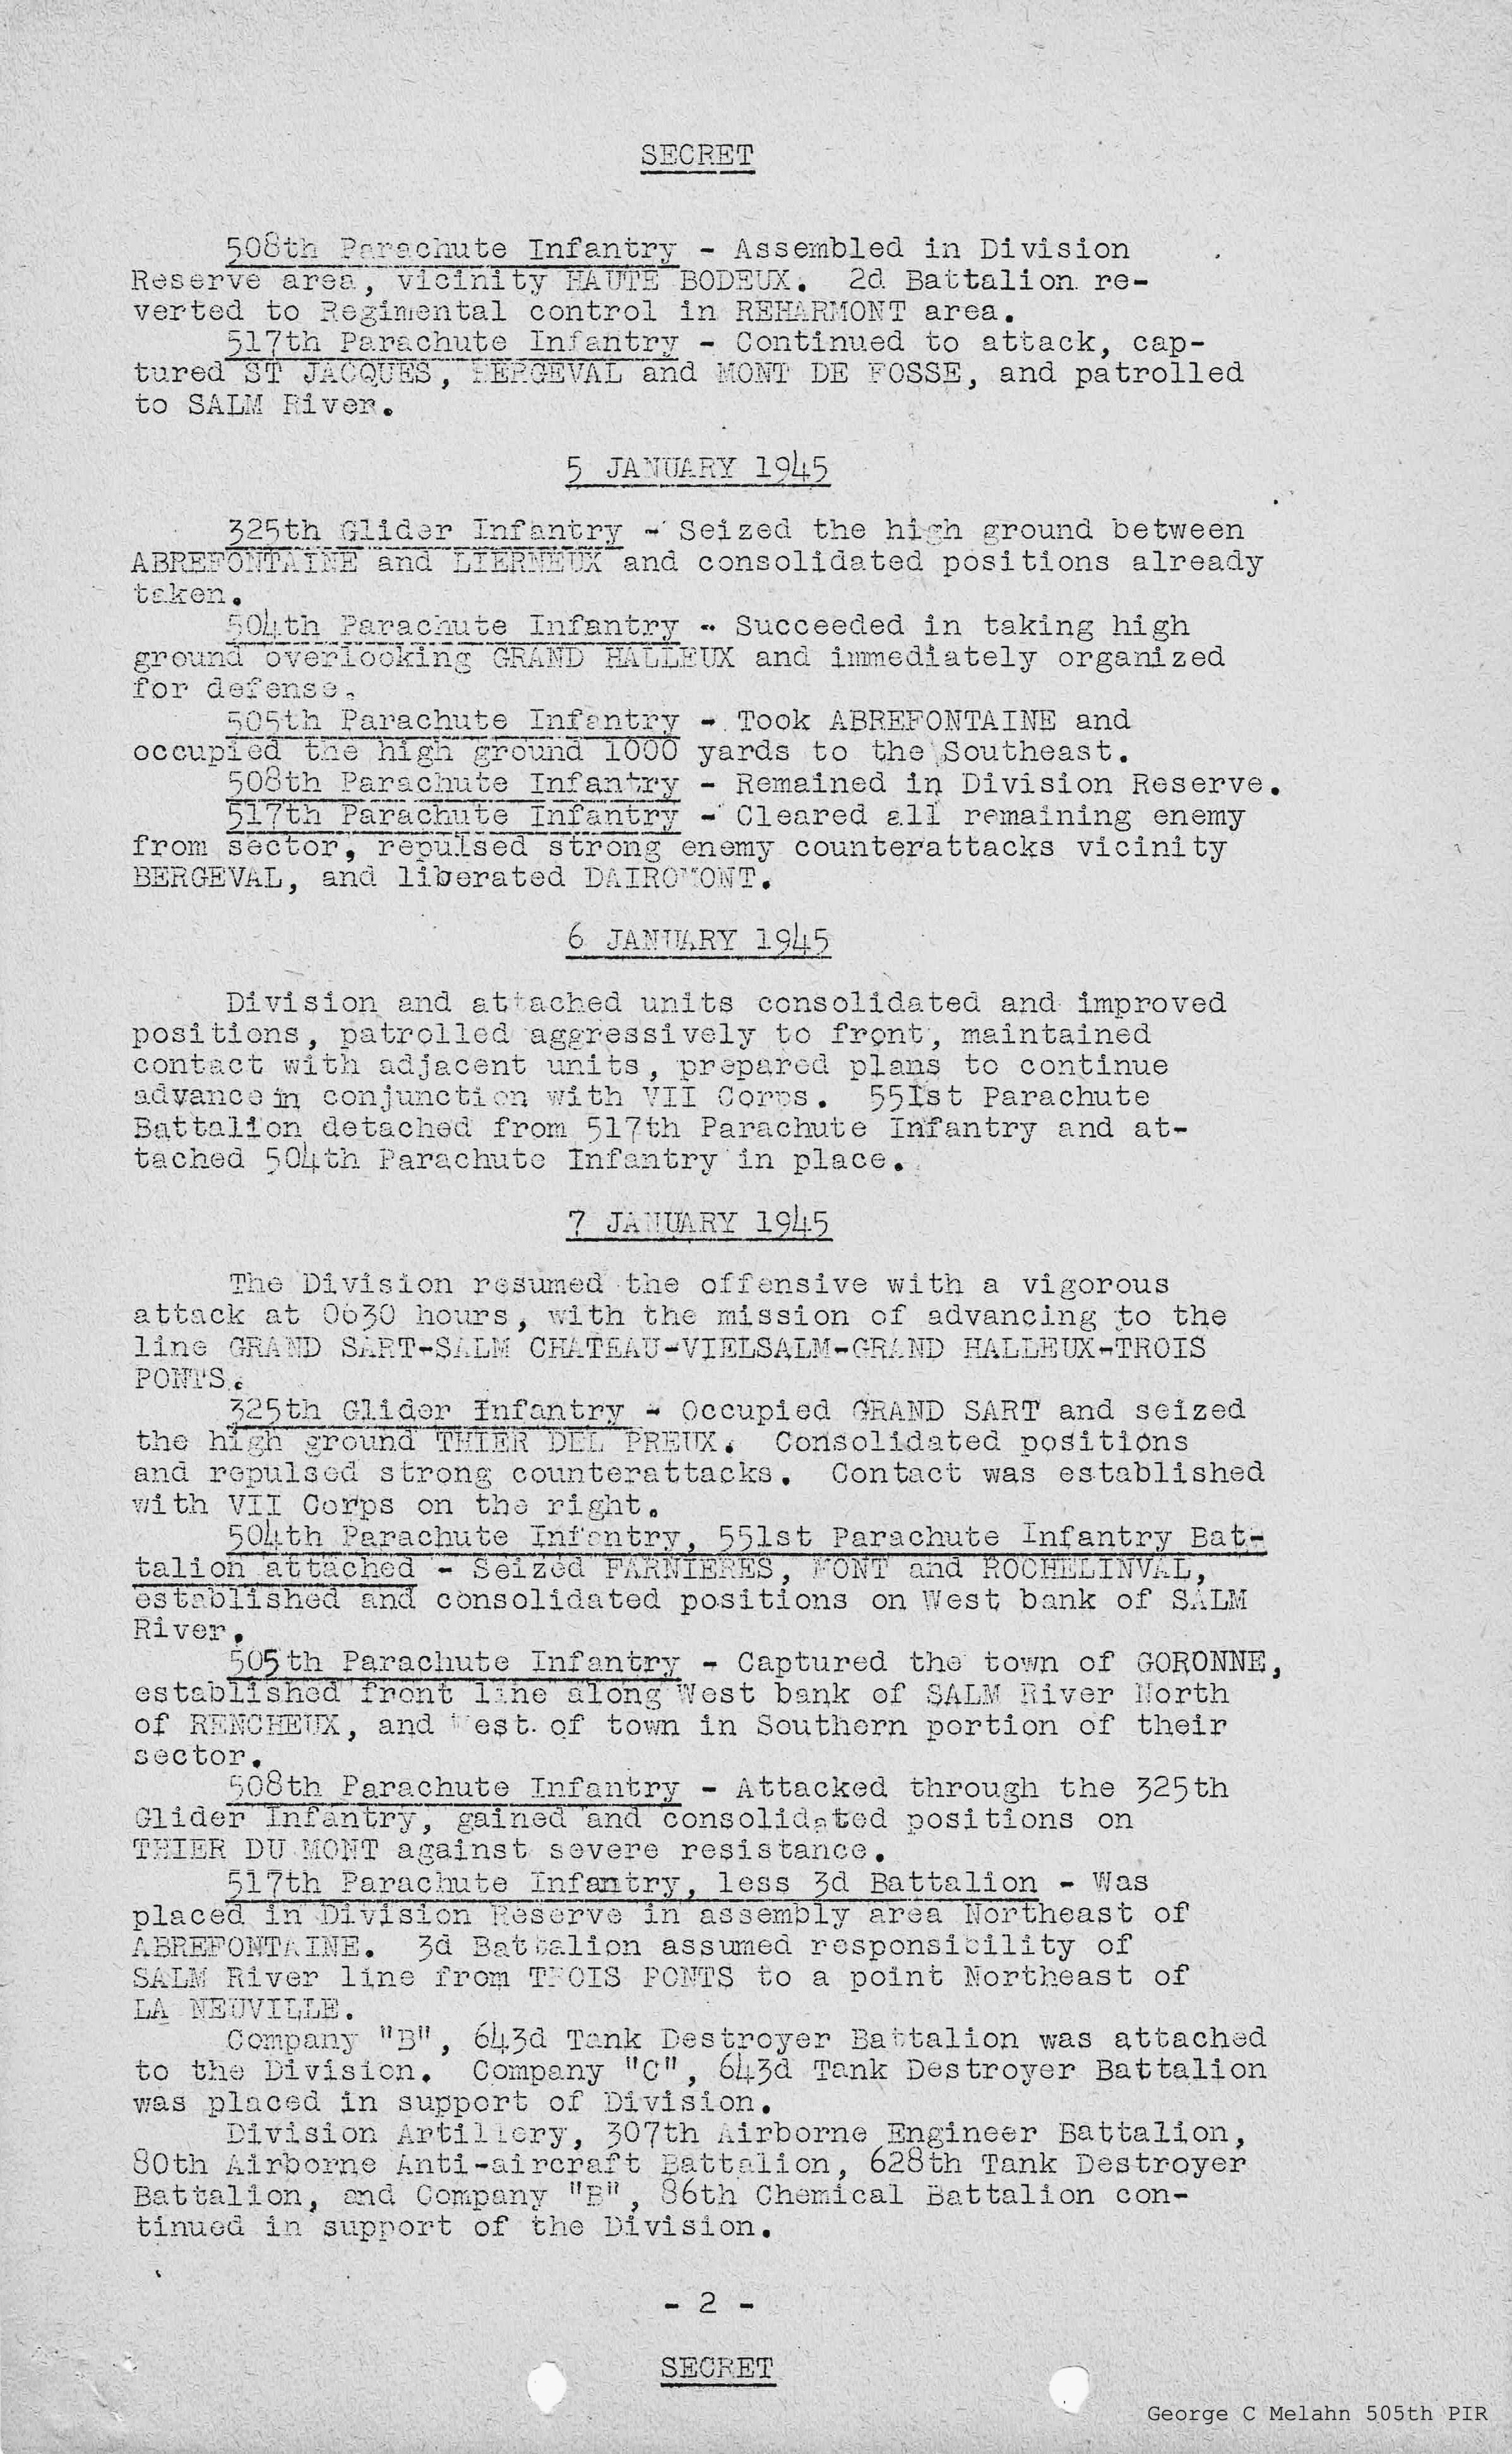 SECRET
508th Parachute Infantry - Assembled in Division
Reserve area, vicinity HAUTE BODEUX. 2d Battalion re-
verted to Regimental control in REHARMONT area.
517th Parachute Infantry - Continued to attack, cap-
tured ST JACQUES, BERGEVAL and MONT DE FOSSE, and patrolled
to SALM River.
5 JANUARY 1945
325th Glider Infantry - Seized the high ground between
ABREFONTAINE and LIERNEUX and consolidated positions already
taken.
504th Parachute Infantry - Succeeded in taking high
ground overlooking GRAND HALLEUX and immediately organized
for defense.
505th Parachute Infantry - Took ABREFONTAINE and
occupied the high ground 1000 yards to the Southeast.
508th Parachute Infantry - Remained in Division Reserve.
517th Parachute Infantry - Cleared all remaining enemy
from sector, repulsed strong enemy counterattacks vicinity
BERGEVAL, and liberated DAIROMONT.
6 JANUARY 1945
Division and attached units consolidated and improved
positions, patrolled aggressively to front, maintained
contact with adjacent units, prepared plans to continue
advance in conjunction with VII Corps. 551st Parachute
Battalion detached from 517th Parachute Infantry and at-
tached 504th Parachute Infantry in place.
7 JANUARY 1945
The Division resumed the offensive with a vigorous
attack at 0630 hours, with the mission of advancing to the
line GRAND SART-SALM CHATEAU-VIELSALM-GRAND HALLEUX-TROIS
PONTS.
325th Glider Infantry - Occupied GRAND SART and seized
the high ground THIER DEL PREUX. Consolidated positions
and repulsed strong counterattacks. Contact was established
with VII Corps on the right.
504th Parachute Infantry, 551st Parachute Infantry Bat-
talion attached - Seized FARNIERES, MONT and ROCHELINVAL,
established and consolidated positions on West bank of SALM
River.
505th Parachute Infantry - Captured the town of GORONNE,
established front line along West bank of SALM River North
of RENCHEUX, and West of town in Southern portion of their
sector.
508th Parachute Infantry - Attacked through the 325th
Glider Infantry, gained and consolidated positions on
THIER DU MONT against severe resistance.
517th Parachute Infantry, less 3d Battalion - Was
placed in Division Reserve in assembly area Northeast of
ABREFONTAINE. 3d Battalion assumed responsibility of
SALM River line from TROIS PONTS to a point Northeast of
LA NEUVILLE.
Company "B", 643d Tank Destroyer Battalion was attached
to the Division. Company "C", 643d Tank Destroyer Battalion
was placed in support of Division.
Division Artillery, 307th Airborne Engineer Battalion,
80th Airborne Anti-aircraft Battalion, 628th Tank Destroyer
Battalion, and Company "B", 86th Chemical Battalion con-
tinued in support of the Division.
- 2 -
SECRET
George C Melahn 505th PIR